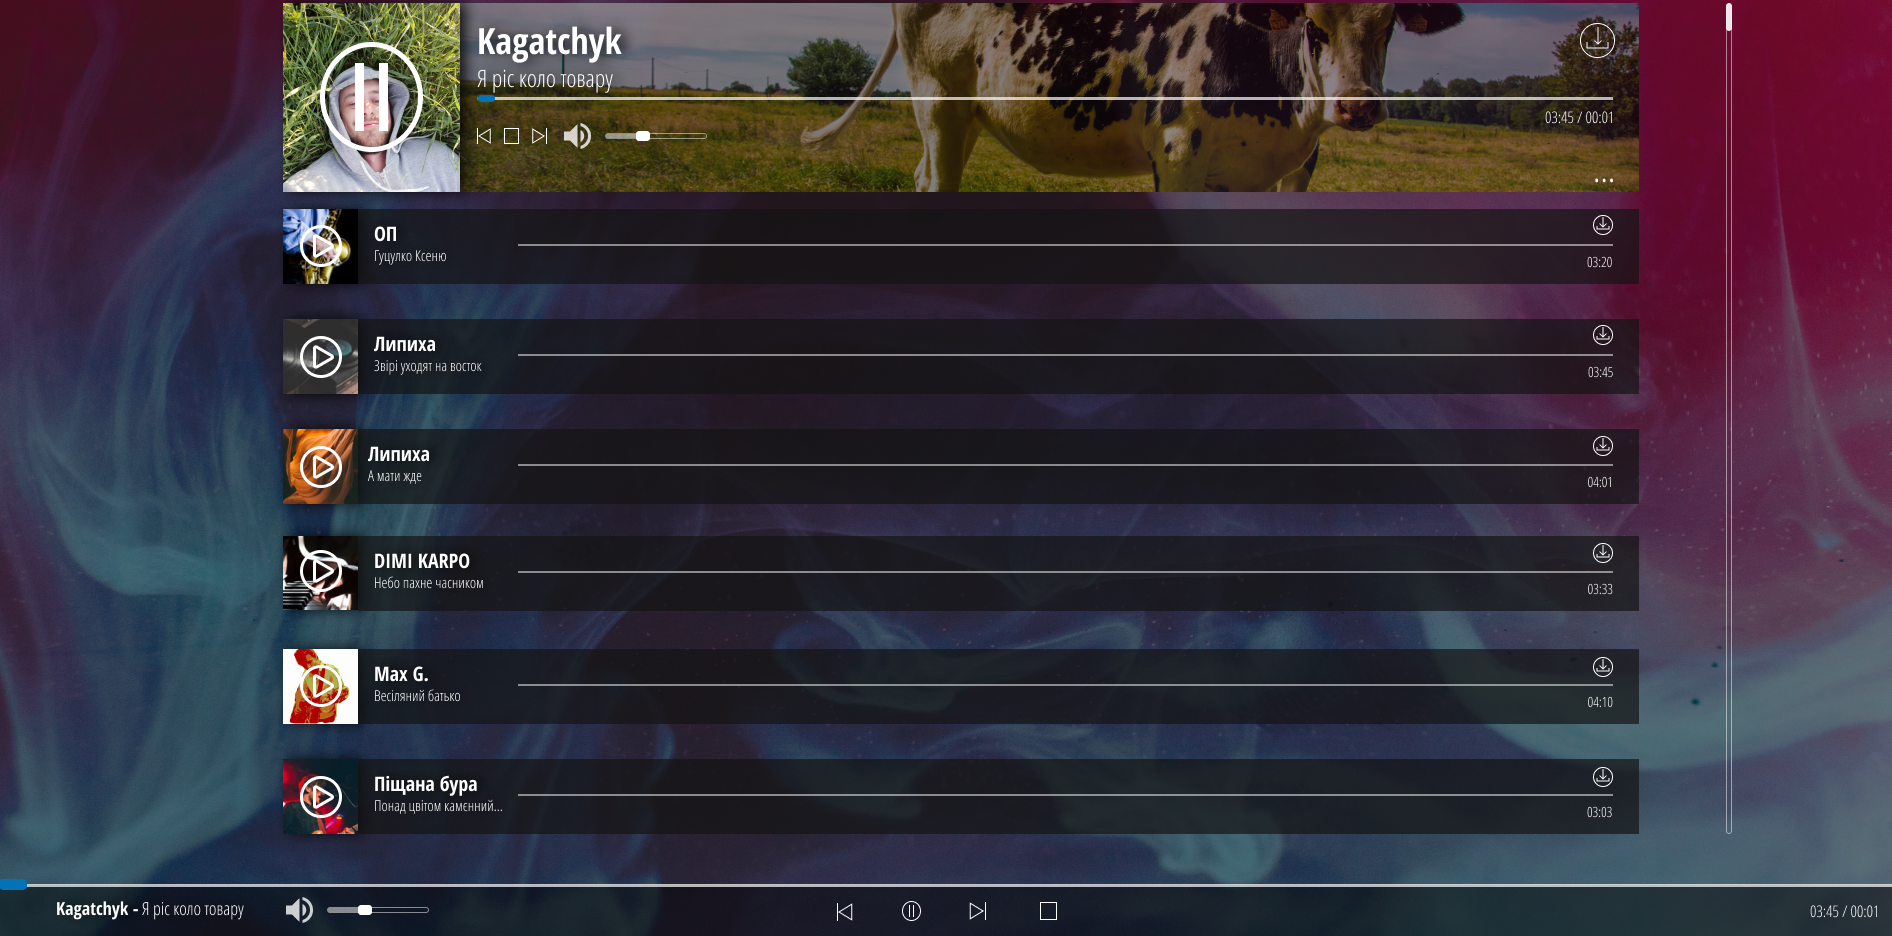 Kagatchyk
Я ріс коло товару
03:45 / 00:01
...
ОП
Гуцулко Ксеню
03:20
Липиха
Звірі уходят на восток
03:45
Липиха
А мати жде
04:01
DIMI KARPO
Небо пахне часником
03:33
Max G.
Весіляний батько
04:10
Піщана бура
Понад цвітом камєнний...
03:03
Kagatchyk - Я ріс коло товару
03:45 / 00:01